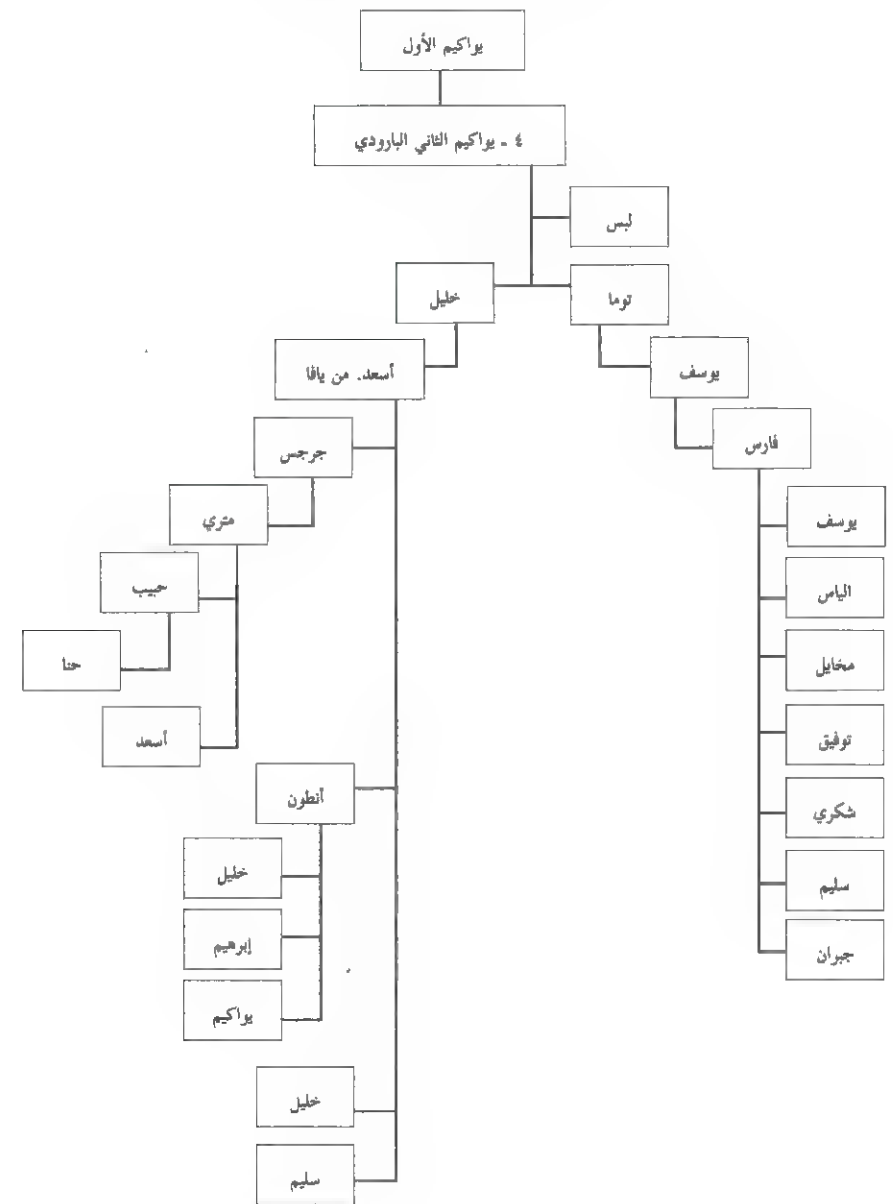 يواكيم الأول
٤ ـ يواكيم الثاني البارودي
لبس
توما
خليل
يوسف
أسعد. من يافا
فارس
جرجس
متري
يوسف
حبيب
الياس
حنا
مخايل
أسعد
توفيق
أنطون
شكري
خليل
سليم
إبرهيم
جبران
يواكيم
خليل
سليم